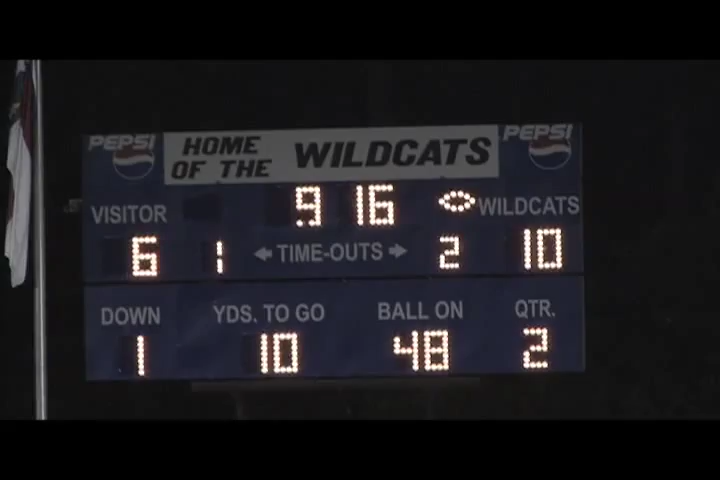 PEPSI HOME OF THE WILDCATS PEPSI
VISITOR 9 16 WILDCATS
6 1 TIME-OUTS 2 10
DOWN YDS. TO GO BALL ON QTR.
1 10 48 2